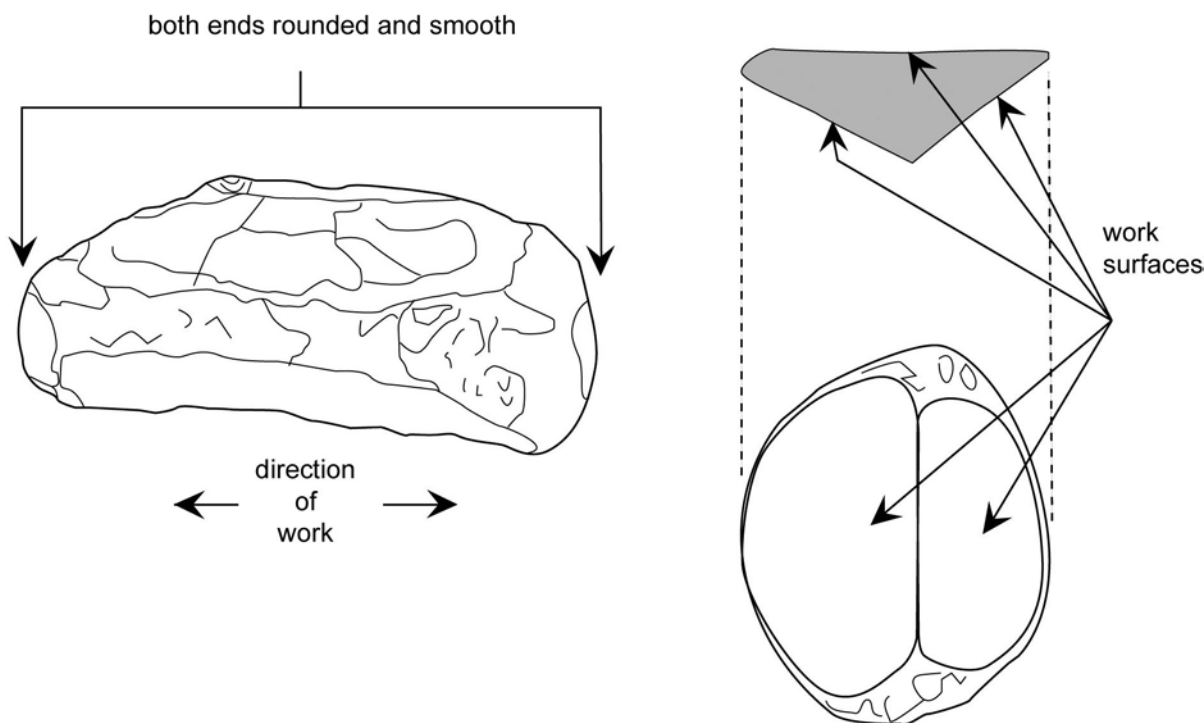 both ends rounded and smooth
direction
of
work
work
surfaces